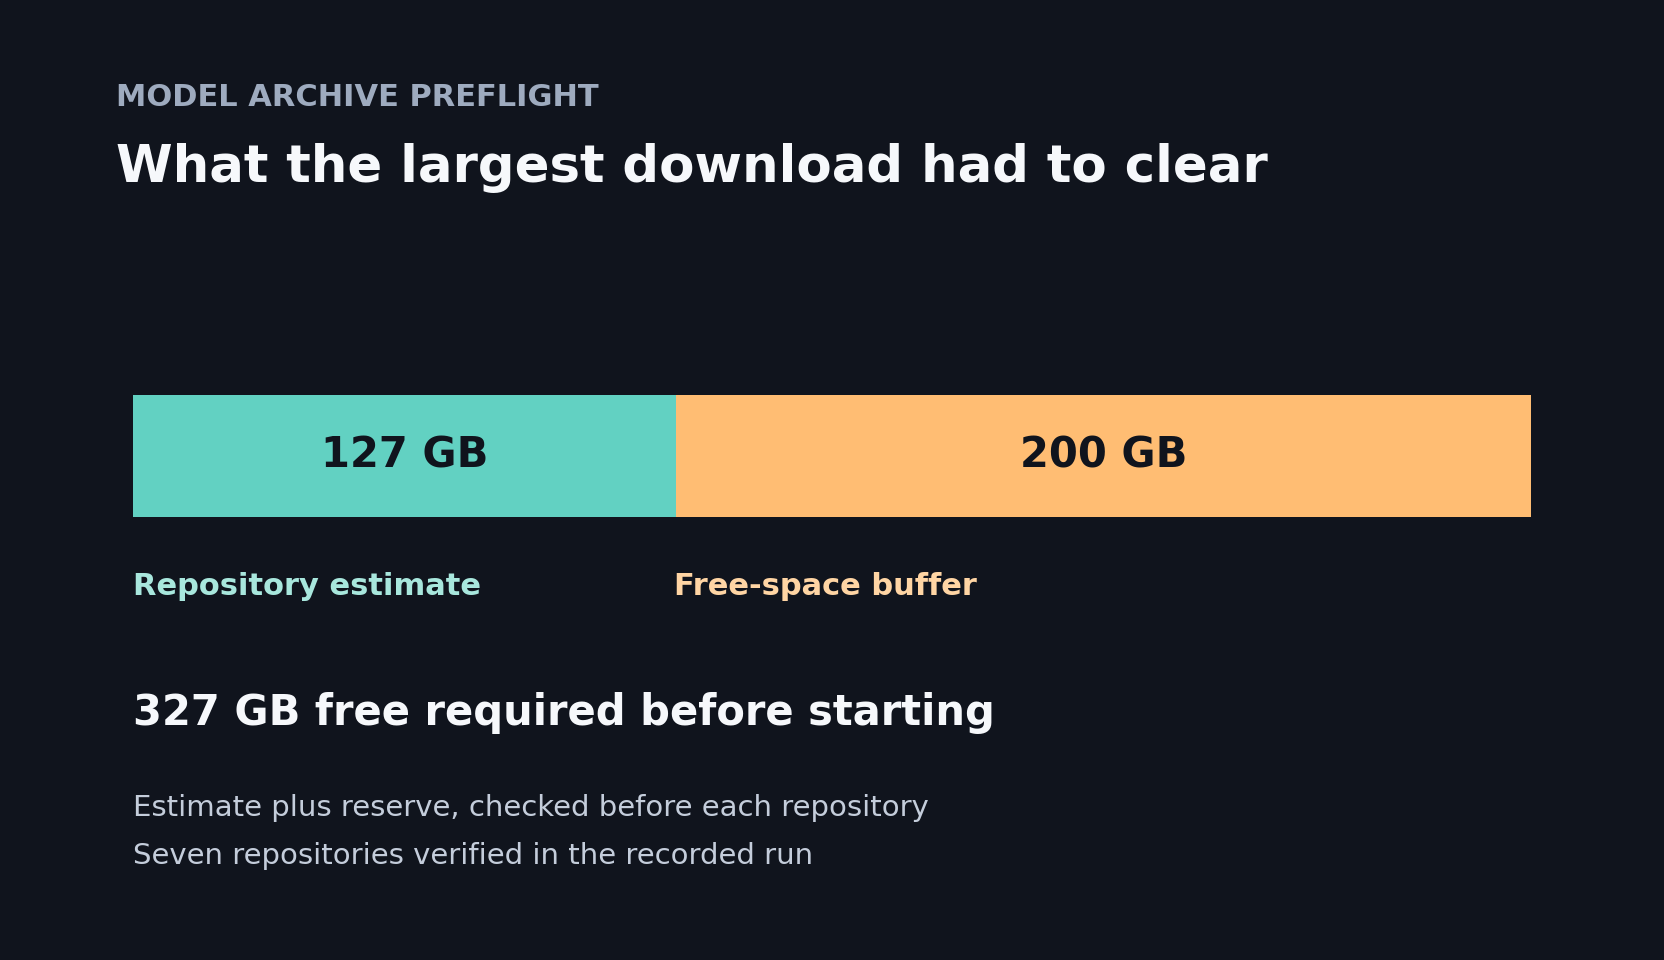 MODEL ARCHIVE PREFLIGHT
What the largest download had to clear
127 GB
200 GB
Repository estimate
Free-space buffer
327 GB free required before starting
Estimate plus reserve, checked before each repository
Seven repositories verified in the recorded run